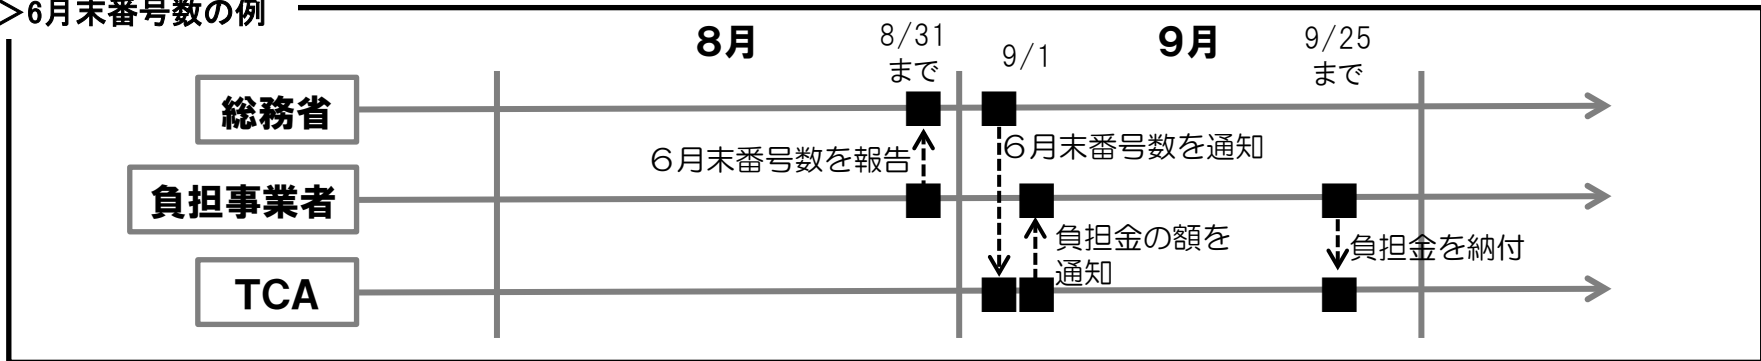 ＞6月末番号数の例
8月
8/31
まで
9/1
9月
9/25
まで
総務省
6月末番号数を報告
6月末番号数を通知
負担事業者
負担金の額を
通知
負担金を納付
TCA